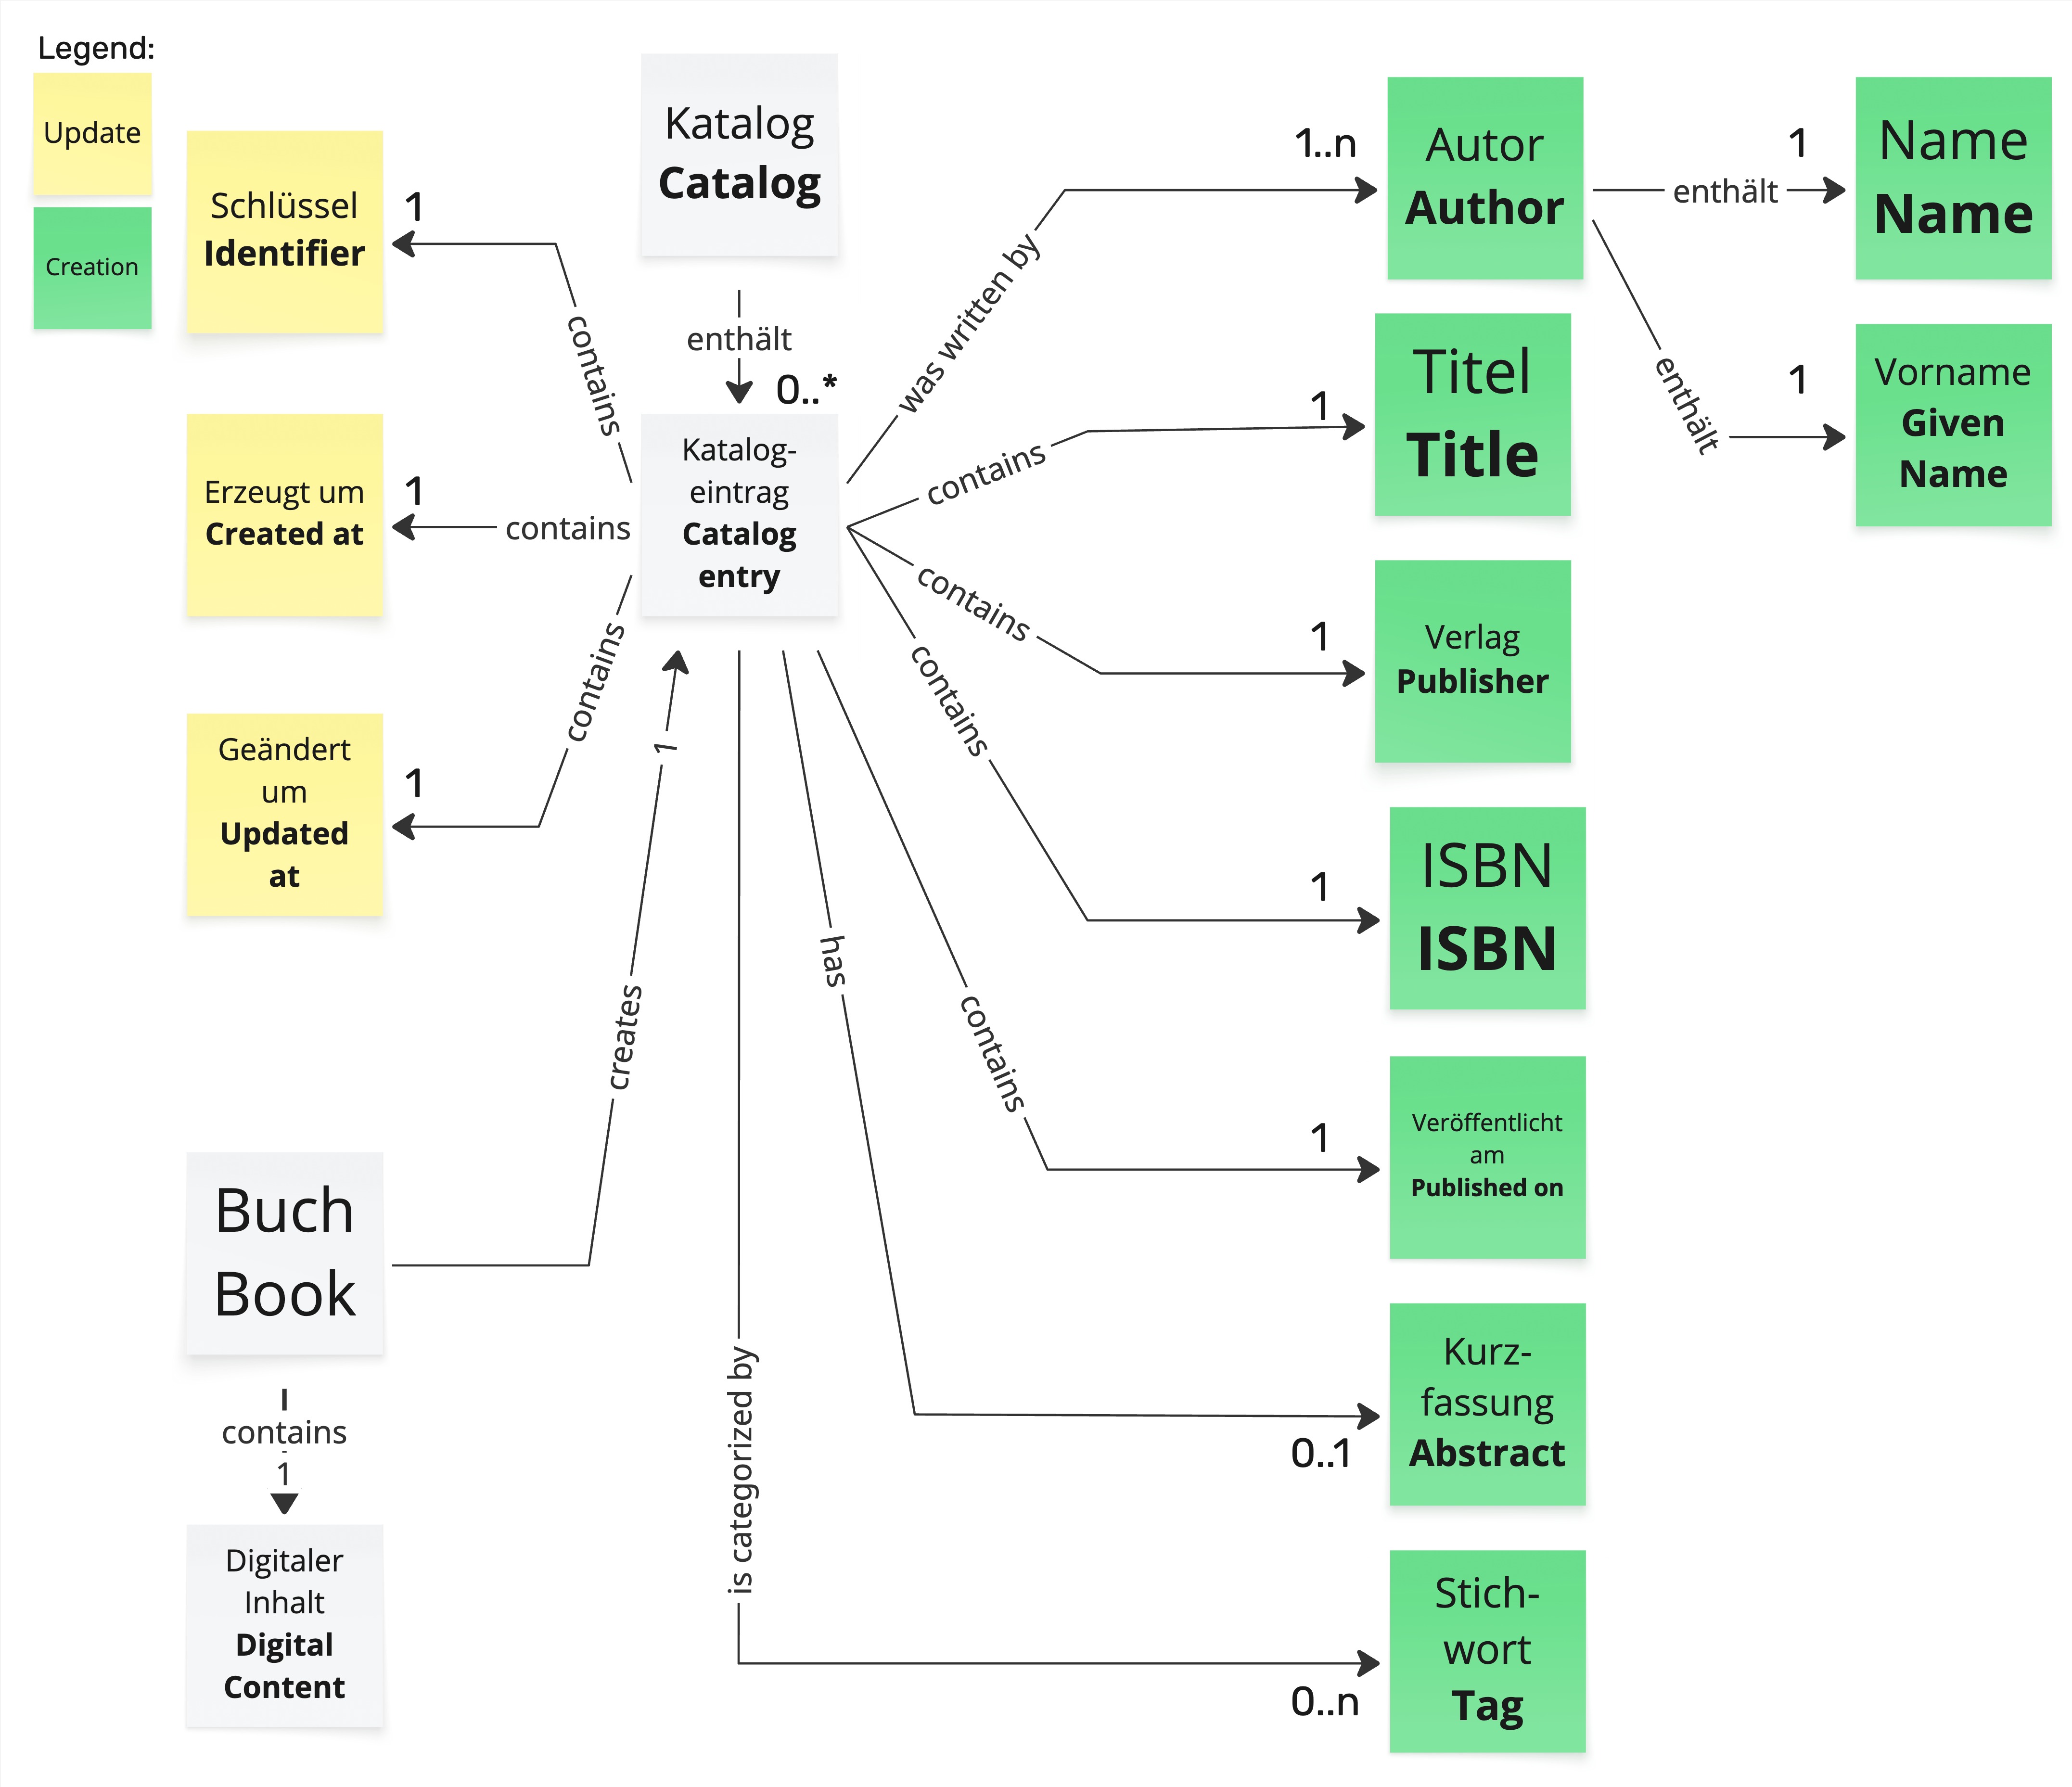 Legend:
Update
Creation
Schlüssel
Identifier
1
contains
Erzeugt um
Created at
1
contains
Geändert
um
Updated
at
1
contains
Katalog
Catalog
enthält
0..*
Katalog-
eintrag
Catalog
entry
was written by
1..n
Autor
Author
enthält
1
Name
Name
enthält
1
Vorname
Given
Name
contains
1
Titel
Title
contains
1
Verlag
Publisher
contains
1
ISBN
ISBN
contains
1
Veröffentlicht
am
Published on
has
0..1
Kurz-
fassung
Abstract
is categorized by
0..n
Stich-
wort
Tag
Buch
Book
creates
1
contains
1
Digitaler
Inhalt
Digital
Content